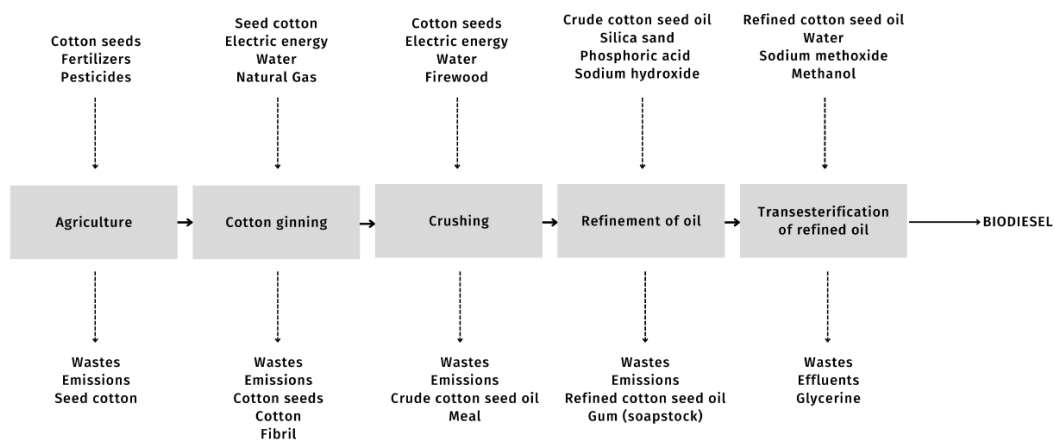 Cotton seeds
Fertilizers
Pesticides
Seed cotton
Electric energy
Water
Natural Gas
Cotton seeds
Electric energy
Water
Firewood
Crude cotton seed oil
Silica sand
Phosphoric acid
Sodium hydroxide
Refined cotton seed oil
Water
Sodium methoxide
Methanol
Agriculture
Cotton ginning
Crushing
Refinement of oil
Transesterification
of refined oil
BIODIESEL
Wastes
Emissions
Seed cotton
Wastes
Emissions
Cotton seeds
Cotton
Fibril
Wastes
Emissions
Crude cotton seed oil
Meal
Wastes
Emissions
Refined cotton seed oil
Gum (soapstock)
Wastes
Effluents
Glycerine